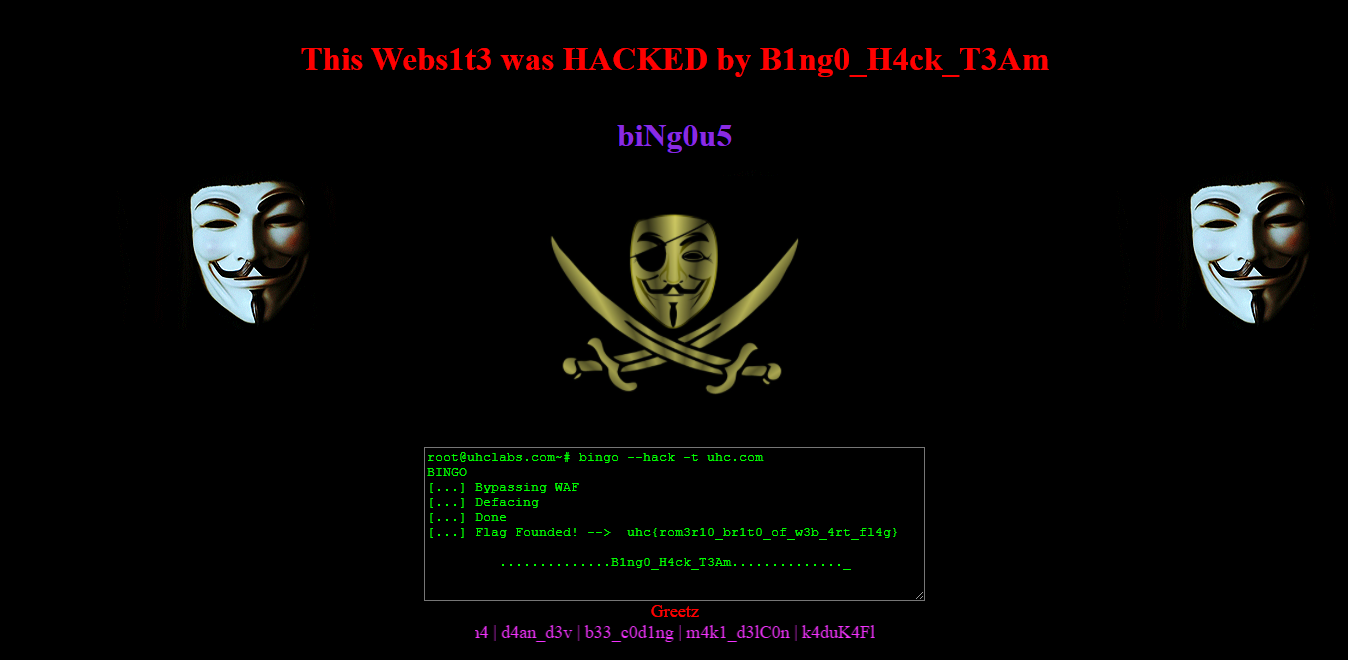 This Webs1t3 was HACKED by B1ng0_H4ck_T3Am
biNg0u5
root@uhclabs.com~# bingo --hack -t uhc.com
BINGO
[...] Bypassing WAF
[...] Defacing
[...] Done
[...] Flag Founded! --> uhc{rom3r10_br1t0_of_w3b_4rt_fl4g}
..............B1ng0_H4ck_T3Am.............._
Greetz
| d4an_d3v | b33_c0d1ng | m4k1_d3lC0n | k4duK4Fl